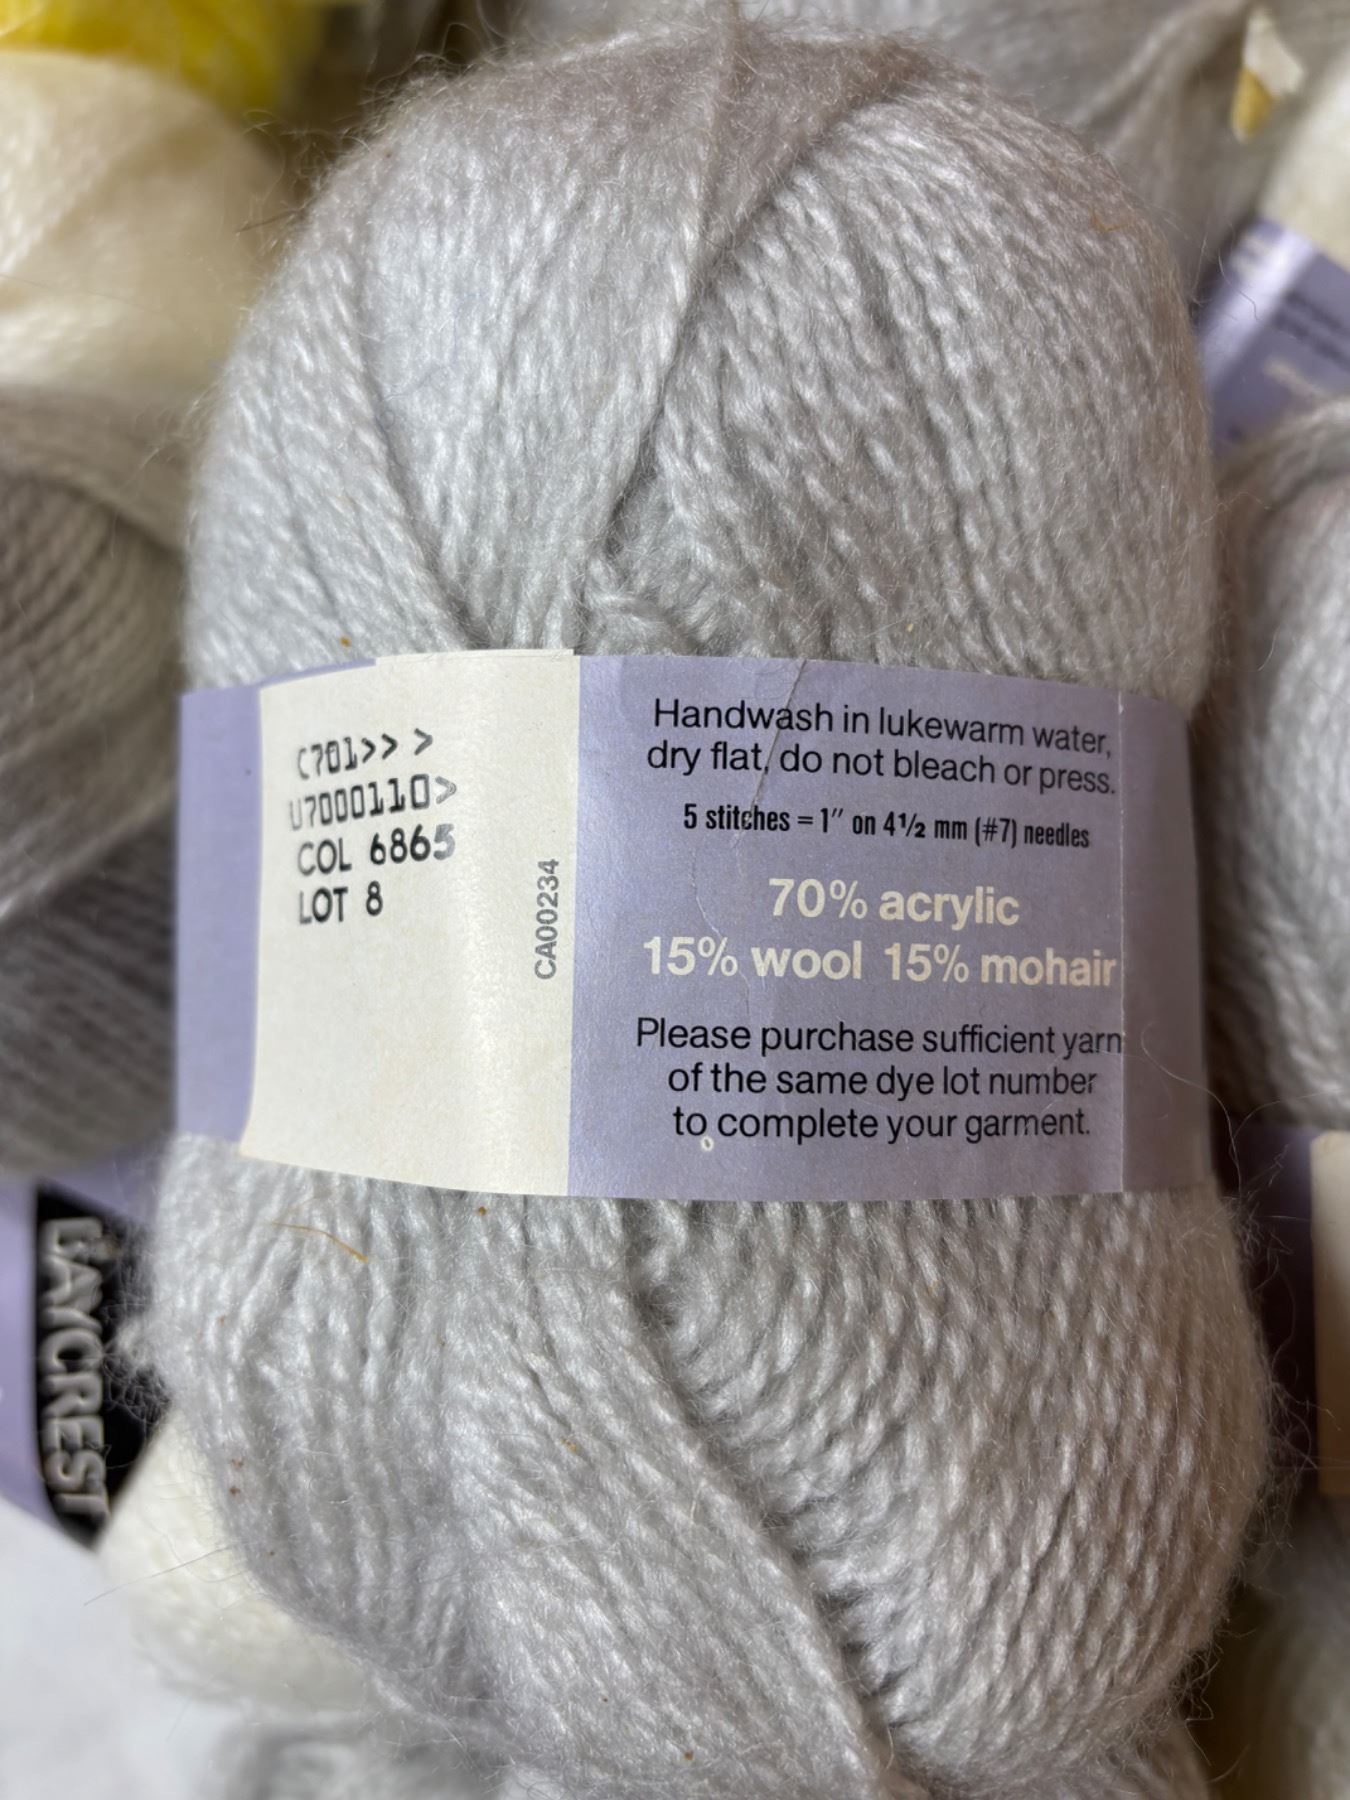 (701>> >
U7000110>
COL 6865
LOT 8
CA00234
Handwash in lukewarm water,
dry flat, do not bleach or press.
5 stitches = 1" on 4½ mm (#7) needles
70% acrylic
15% wool 15% mohair
Please purchase sufficient yarn
of the same dye lot number
to complete your garment.
BAYCREST